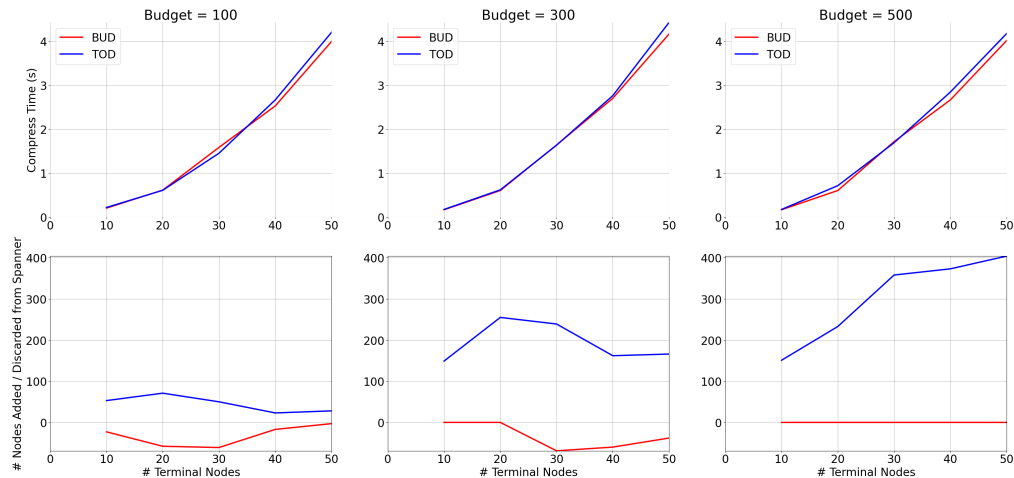 Budget = 100
Budget = 300
Budget = 500
Compress Time (s)
BUD
TOD
4
3
2
1
0
0 10 20 30 40 50
BUD
TOD
4
3
2
1
0
0 10 20 30 40 50
BUD
TOD
4
3
2
1
0
0 10 20 30 40 50
# Nodes Added / Discarded from Spanner
400
300
200
100
0
0 10 20 30 40 50
# Terminal Nodes
400
300
200
100
0
0 10 20 30 40 50
# Terminal Nodes
400
300
200
100
0
0 10 20 30 40 50
# Terminal Nodes